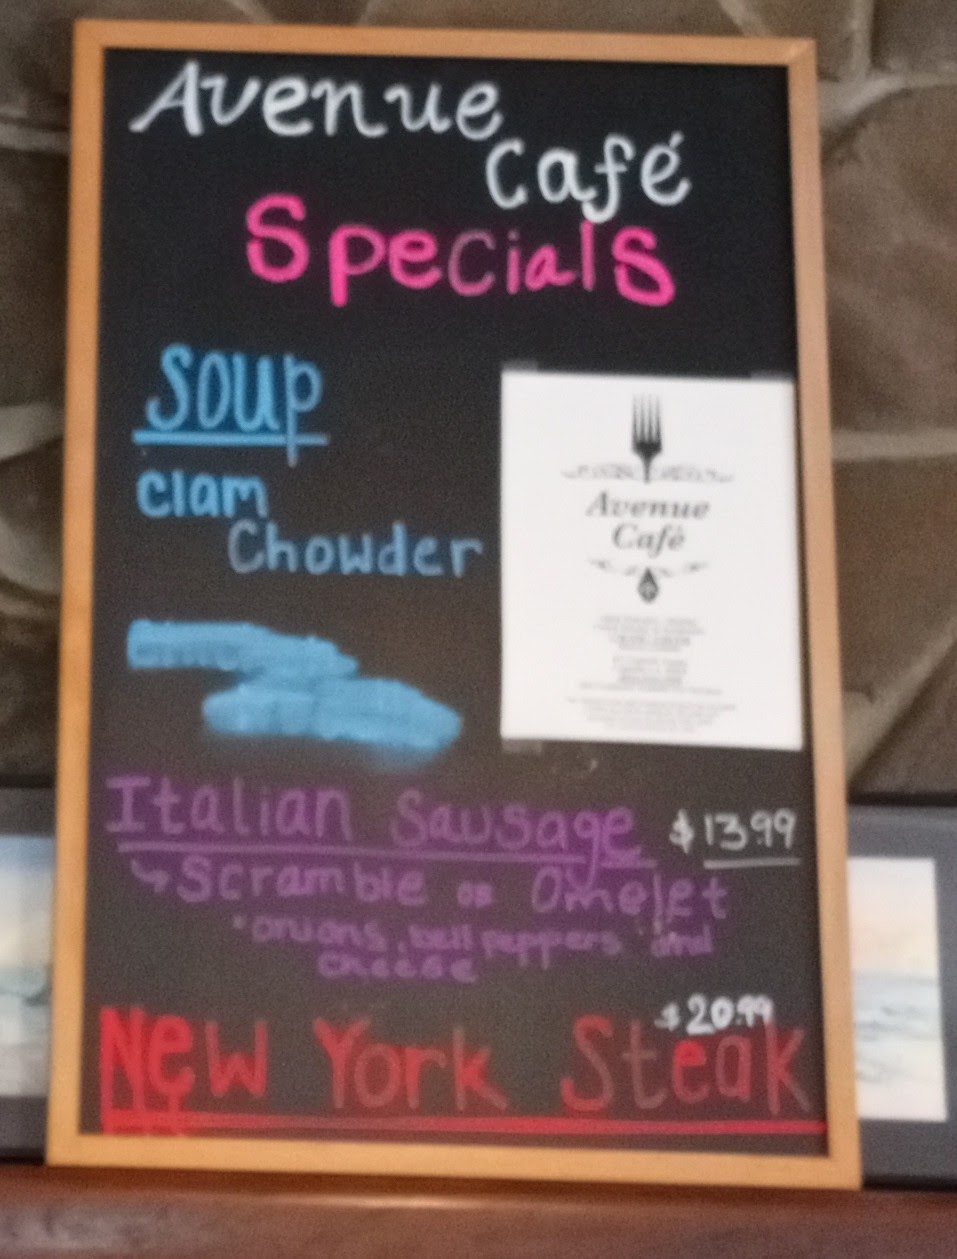 Avenue
Café
Specials
SOUP
Clam
Chowder
Avenue
Café
Italian Sausage $13.99
Scramble or Omelet
onions, bell peppers and
cheese
$20.99
New York Steak